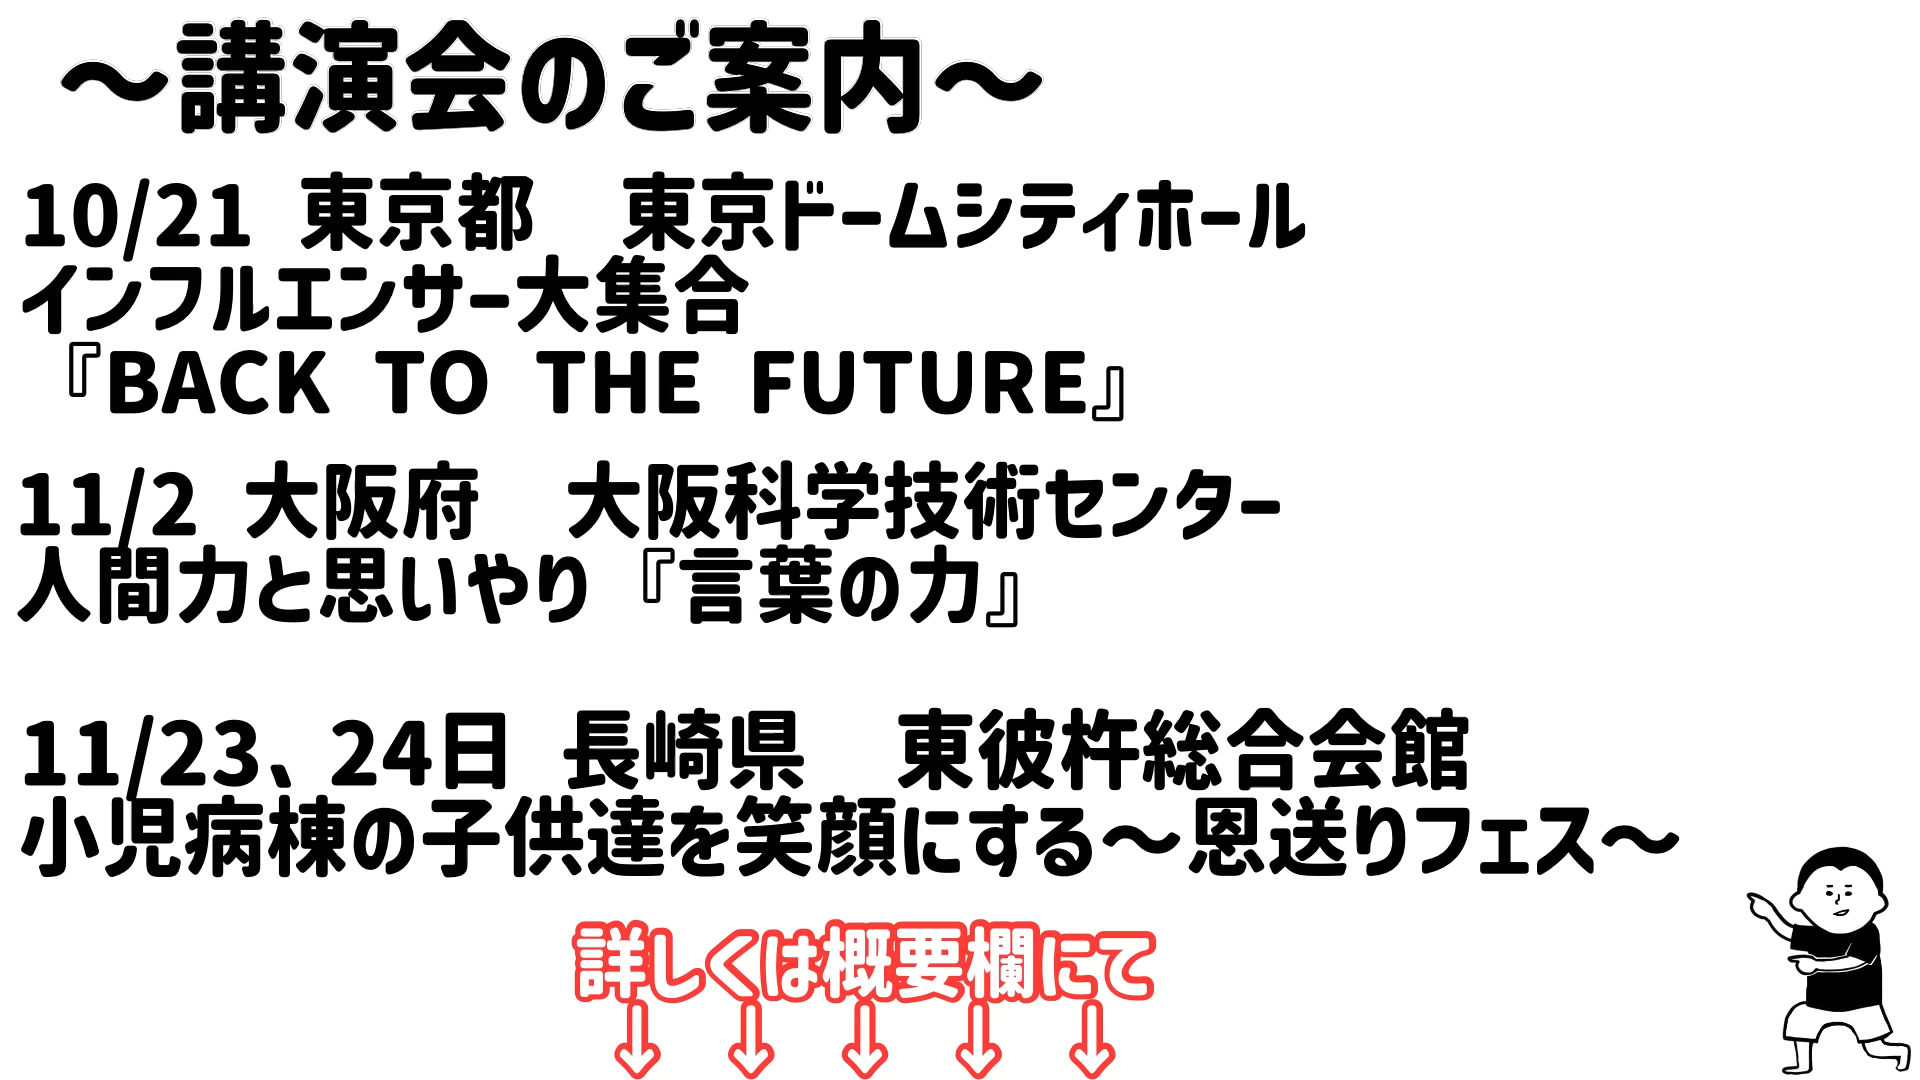 ～講演会のご案内～
10/21 東京都　東京ドームシティホール
インフルエンサー大集合
『BACK TO THE FUTURE』
11/2 大阪府　大阪科学技術センター
人間力と思いやり『言葉の力』
11/23、24日 長崎県　東彼杵総合会館
小児病棟の子供達を笑顔にする～恩送りフェス～
詳しくは概要欄にて
↓ ↓ ↓ ↓ ↓